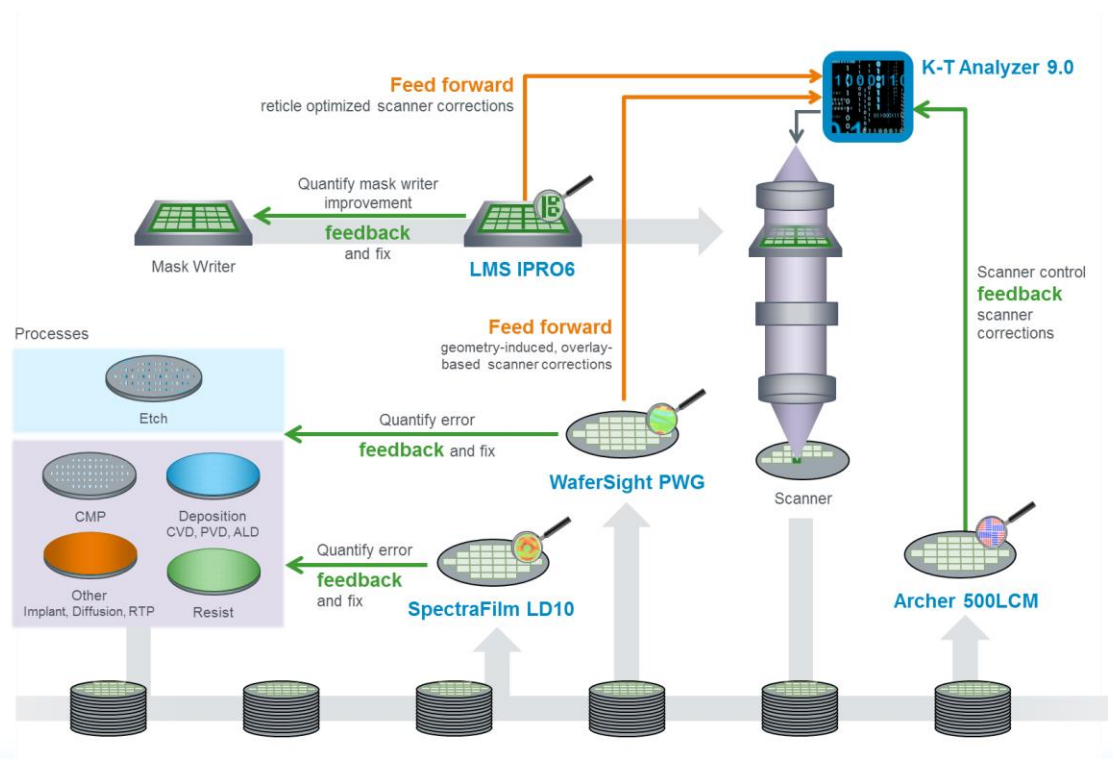 K-T Analyzer 9.0
Feed forward
reticle optimized scanner corrections
Quantify mask writer
improvement
feedback
and fix
Mask Writer
LMS IPRO6
Scanner control
feedback
scanner
corrections
Feed forward
geometry-induced, overlay-
based scanner corrections
Processes
Etch
Quantify error
feedback and fix
WaferSight PWG
Scanner
CMP
Deposition
CVD, PVD, ALD
Other
Implant, Diffusion, RTP
Resist
Quantify error
feedback
and fix
SpectraFilm LD10
Archer 500LCM